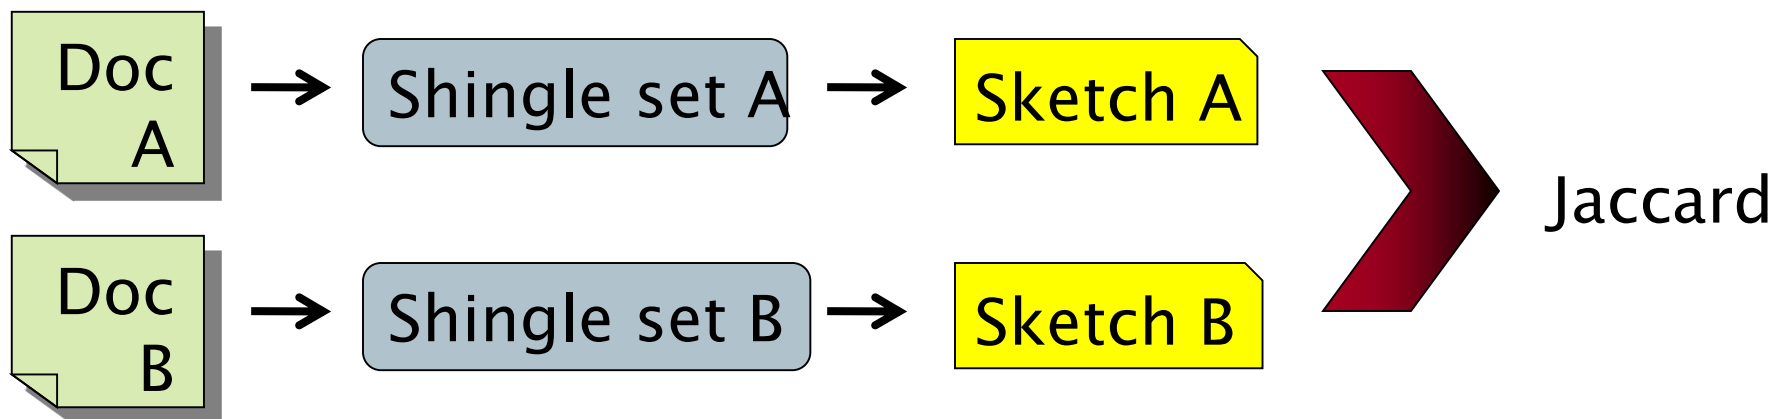 Doc
A
Shingle set A
Sketch A
Jaccard
Doc
B
Shingle set B
Sketch B